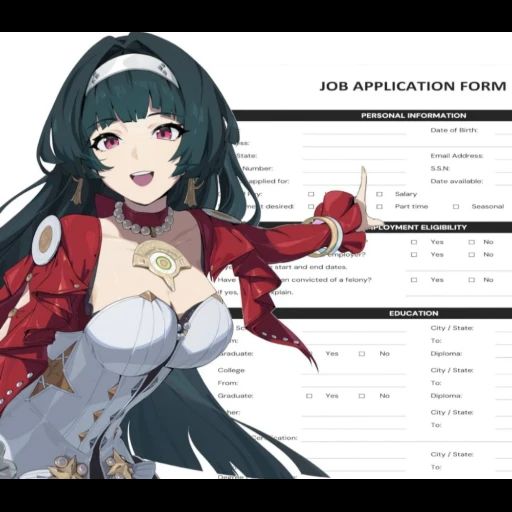 JOB APPLICATION FORM
PERSONAL INFORMATION
Date of Birth:
State: Email Address:
Number: S.S.N:
applied for: Date available:
Salary
desired: Part time Seasonal
EMPLOYMENT ELIGIBILITY
Yes No
employer? Yes No
start and end dates.
Have convicted of a felony? Yes No
if yes, explain.
EDUCATION
City / State:
To:
Graduate: Yes No Diploma:
College City / State:
From: To:
Graduate: Yes No Diploma:
City / State:
To:
City / State:
To: